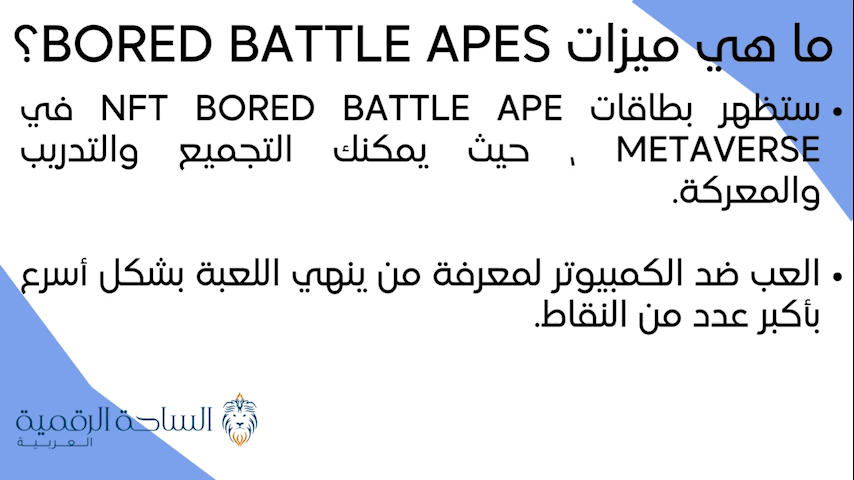 ما هي ميزات BORED BATTLE APES؟
• ستظهر بطاقات NFT BORED BATTLE APE في
METAVERSE ، حيث يمكنك التجميع والتدريب
والمعركة.
• العب ضد الكمبيوتر لمعرفة من ينهي اللعبة بشكل أسرع
بأكبر عدد من النقاط.
الساحة الرقمية
العربية